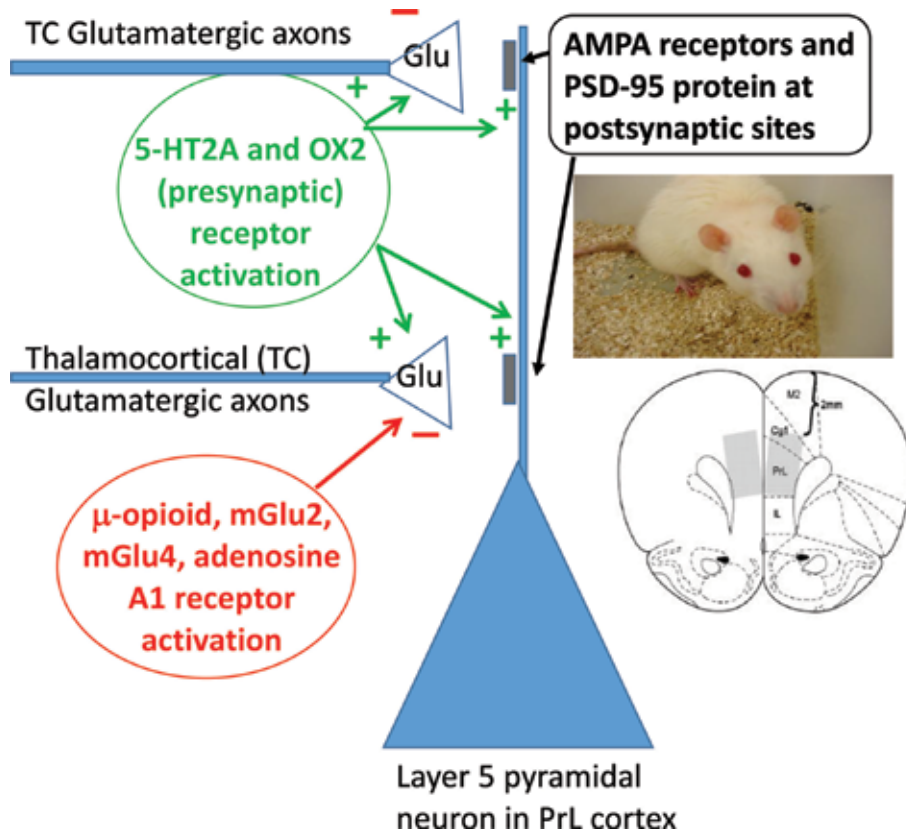 TC Glutamatergic axons
Glu
–
+
+
5-HT2A and OX2
(presynaptic)
receptor
activation
AMPA receptors and
PSD-95 protein at
postsynaptic sites
+
+
Thalamocortical (TC)
Glutamatergic axons
Glu
–
μ-opioid, mGlu2,
mGlu4, adenosine
A1 receptor
activation
M2
2mm
Cg1
PrL
IL
Layer 5 pyramidal
neuron in PrL cortex